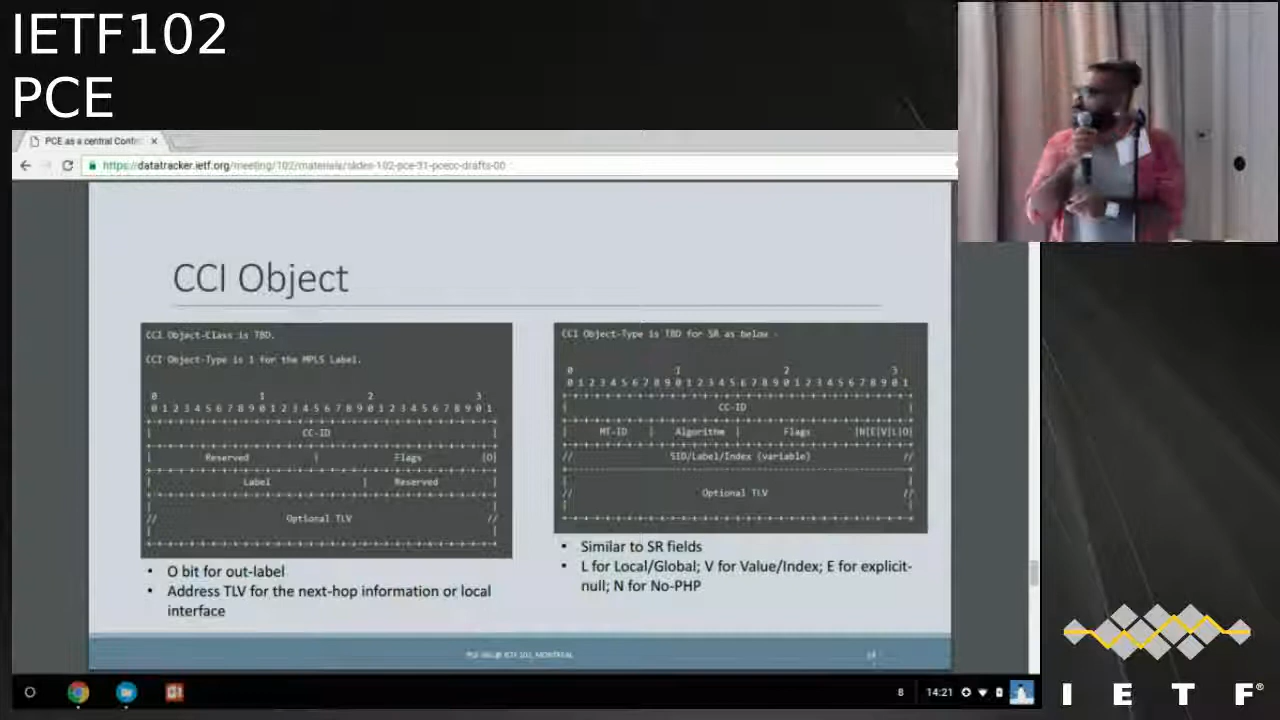 IETF102
PCE
PCE as a central Contr
https://datatracker.ietf.org/meeting/102/materials/slides-102-pce-31-pcecc-drafts-00
CCI Object
CCI Object-Class is TBD.
CCI Object-Type is 1 for the MPLS Label.
0 1 2 3
0 1 2 3 4 5 6 7 8 9 0 1 2 3 4 5 6 7 8 9 0 1 2 3 4 5 6 7 8 9 0 1
CC-ID
Reserved | Flags |O|
Label | Reserved
// Optional TLV //
O bit for out-label
Address TLV for the next-hop information or local
interface
CCI Object-Type is TBD for SR as below -
0 1 2 3
0 1 2 3 4 5 6 7 8 9 0 1 2 3 4 5 6 7 8 9 0 1 2 3 4 5 6 7 8 9 0 1
CC-ID
| MT-ID | Algorithm | Flags |N|E|V|L|O|
// SID/Label/Index (variable) //
// Optional TLV //
Similar to SR fields
L for Local/Global; V for Value/Index; E for explicit-
null; N for No-PHP
IETF 102, MONTREAL
8 14:21
I E T F®